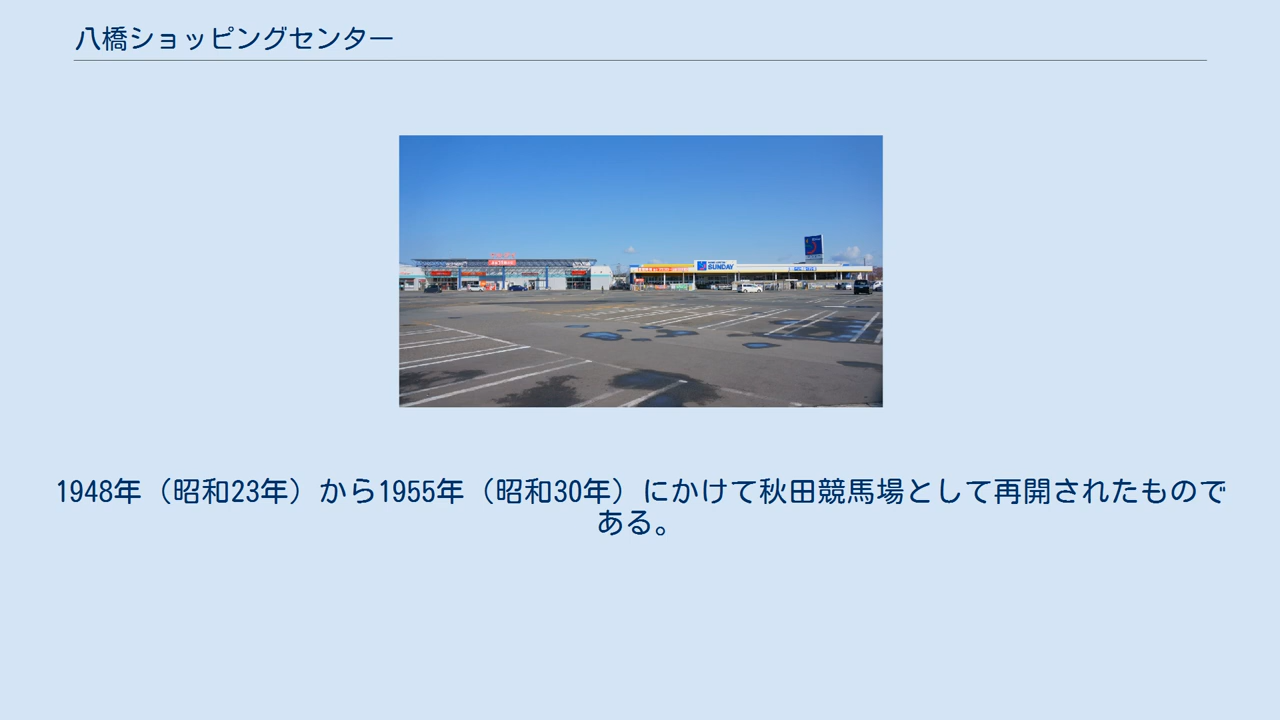 八橋ショッピングセンター
SUNDAY
1948年（昭和23年）から1955年（昭和30年）にかけて秋田競馬場として再開されたもので
ある。